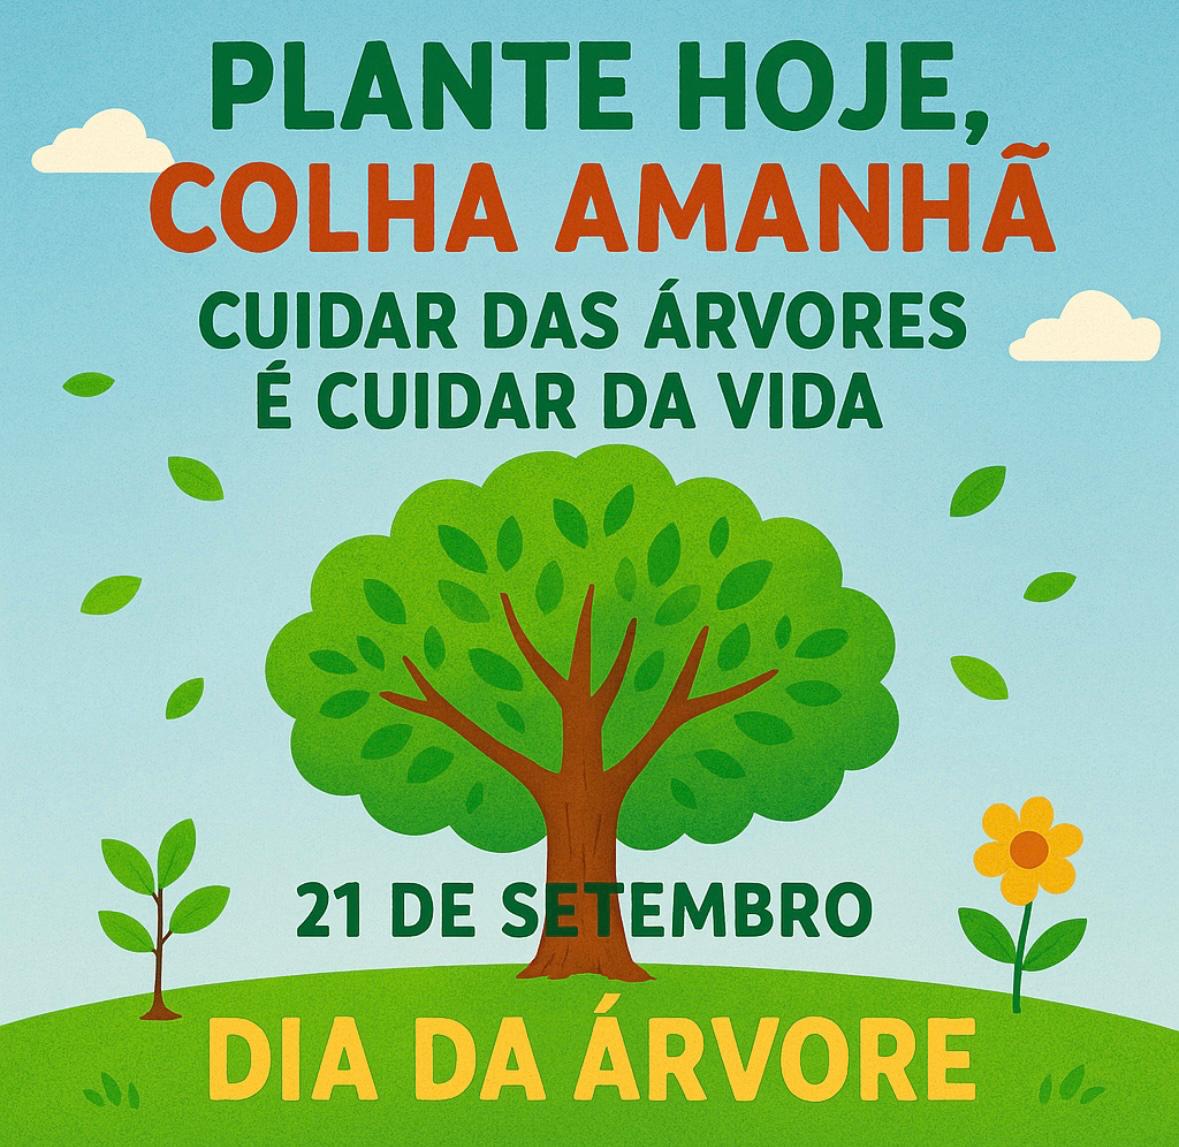 PLANTE HOJE,
COLHA AMANHÃ
CUIDAR DAS ÁRVORES
É CUIDAR DA VIDA
21 DE SETEMBRO
DIA DA ÁRVORE